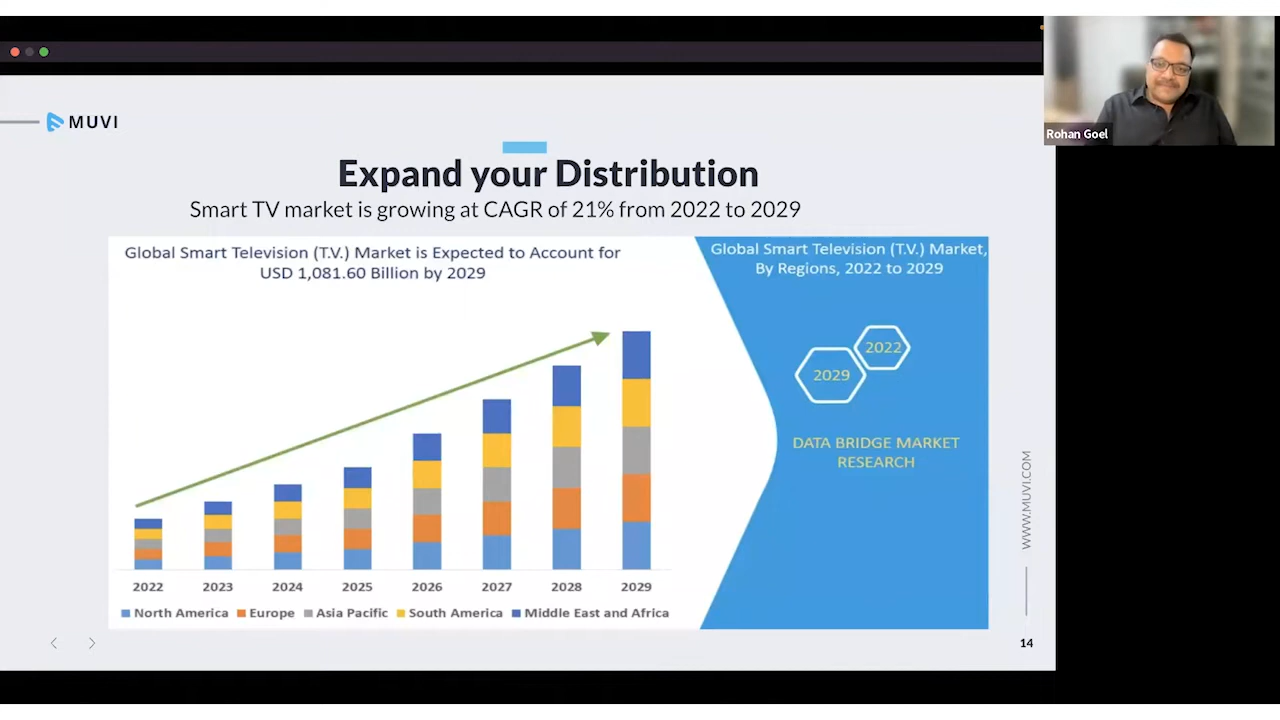 Rohan Goel
MUVI
Expand your Distribution
Smart TV market is growing at CAGR of 21% from 2022 to 2029
Global Smart Television (T.V.) Market is Expected to Account for
USD 1,081.60 Billion by 2029
2022 2023 2024 2025 2026 2027 2028 2029
North America Europe Asia Pacific South America Middle East and Africa
Global Smart Television (T.V.) Market,
By Regions, 2022 to 2029
2022
2029
DATA BRIDGE MARKET
RESEARCH
WWW.MUVI.COM
14